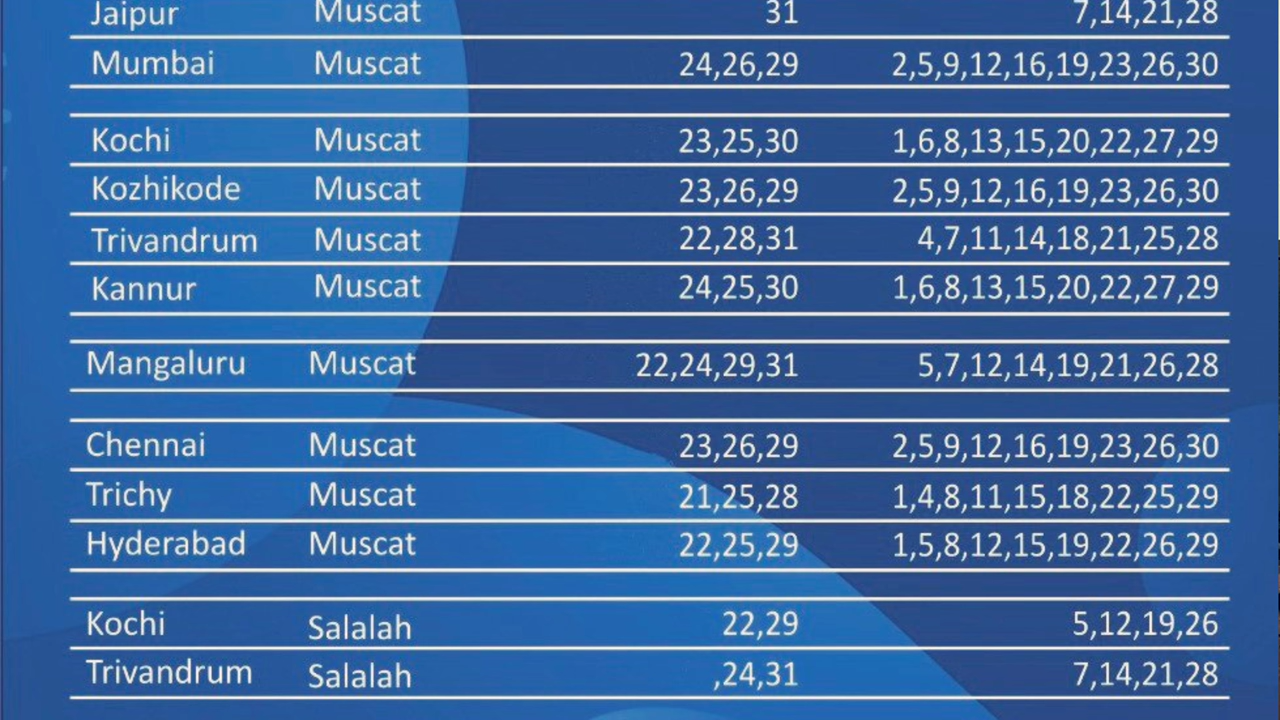 Jaipur Muscat 31 7,14,21,28
Mumbai Muscat 24,26,29 2,5,9,12,16,19,23,26,30
Kochi Muscat 23,25,30 1,6,8,13,15,20,22,27,29
Kozhikode Muscat 23,26,29 2,5,9,12,16,19,23,26,30
Trivandrum Muscat 22,28,31 4,7,11,14,18,21,25,28
Kannur Muscat 24,25,30 1,6,8,13,15,20,22,27,29
Mangaluru Muscat 22,24,29,31 5,7,12,14,19,21,26,28
Chennai Muscat 23,26,29 2,5,9,12,16,19,23,26,30
Trichy Muscat 21,25,28 1,4,8,11,15,18,22,25,29
Hyderabad Muscat 22,25,29 1,5,8,12,15,19,22,26,29
Kochi Salalah 22,29 5,12,19,26
Trivandrum Salalah ,24,31 7,14,21,28